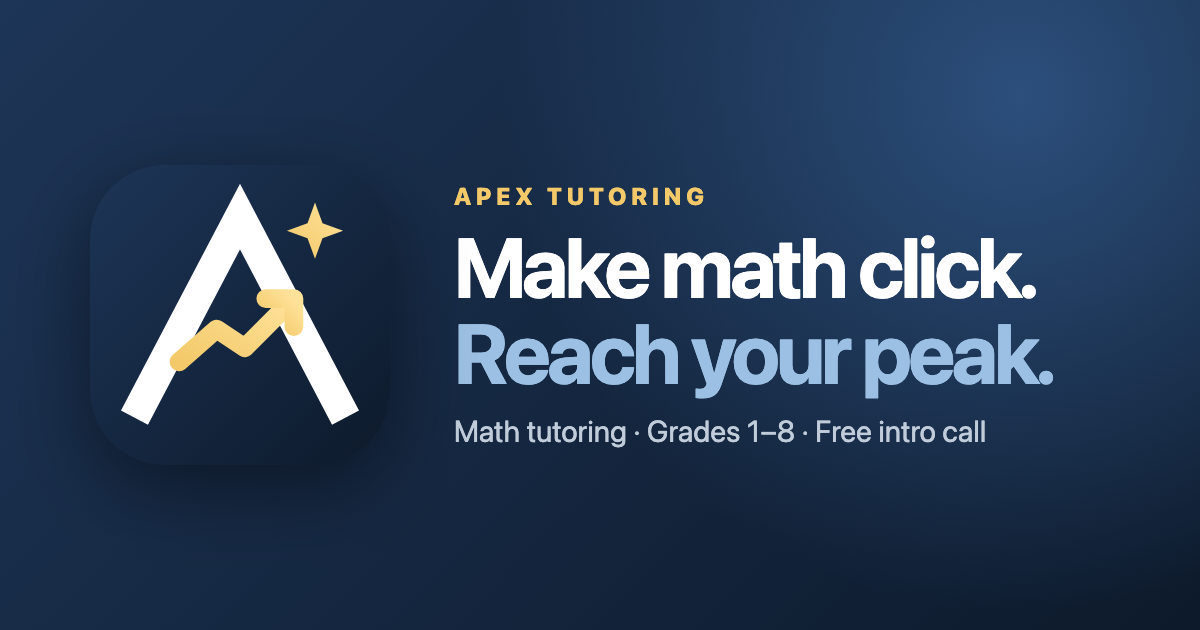 APEX TUTORING
Make math click.
Reach your peak.
Math tutoring · Grades 1–8 · Free intro call